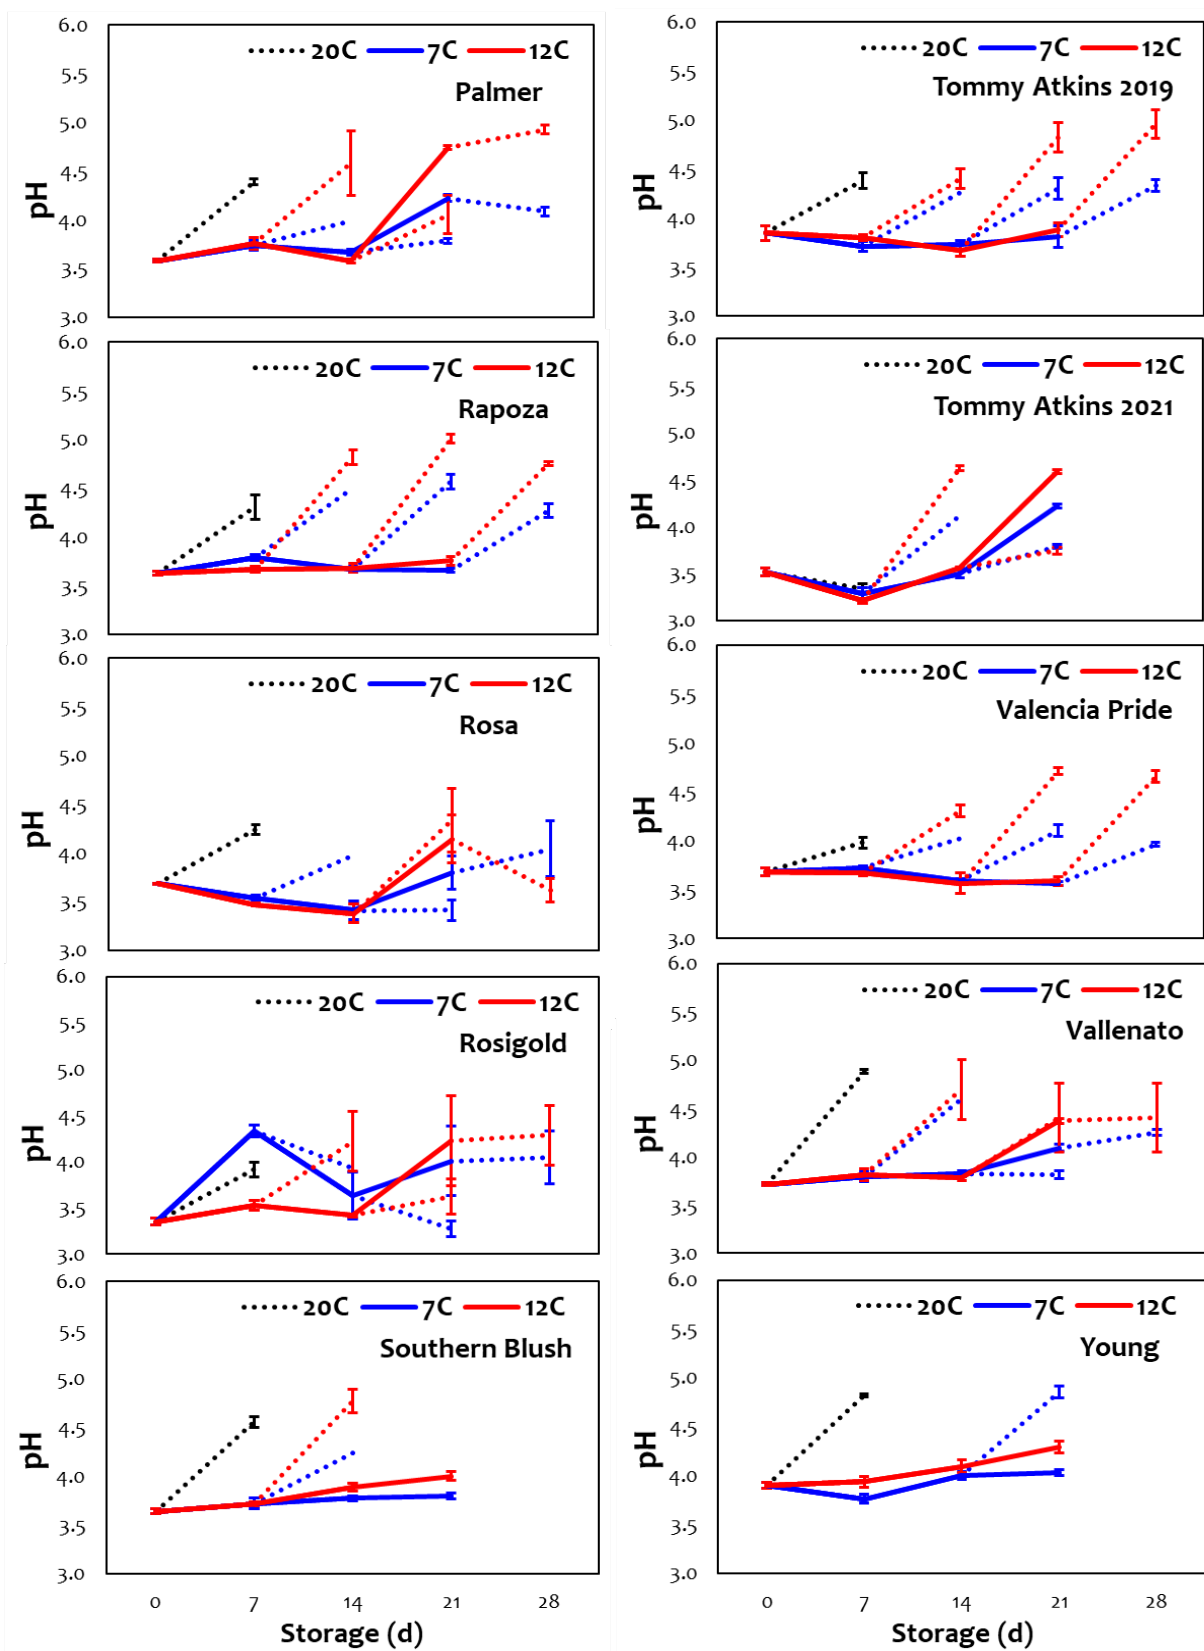 6.0
5.5
5.0
4.5
4.0
3.5
3.0
pH
20C 7C 12C
Palmer
6.0
5.5
5.0
4.5
4.0
3.5
3.0
pH
20C 7C 12C
Tommy Atkins 2019
6.0
5.5
5.0
4.5
4.0
3.5
3.0
pH
20C 7C 12C
Rapoza
6.0
5.5
5.0
4.5
4.0
3.5
3.0
pH
20C 7C 12C
Tommy Atkins 2021
6.0
5.5
5.0
4.5
4.0
3.5
3.0
pH
20C 7C 12C
Rosa
6.0
5.5
5.0
4.5
4.0
3.5
3.0
pH
20C 7C 12C
Valencia Pride
6.0
5.5
5.0
4.5
4.0
3.5
3.0
pH
20C 7C 12C
Rosigold
6.0
5.5
5.0
4.5
4.0
3.5
3.0
pH
20C 7C 12C
Vallenato
6.0
5.5
5.0
4.5
4.0
3.5
3.0
pH
20C 7C 12C
Southern Blush
0 7 14 21 28
Storage (d)
6.0
5.5
5.0
4.5
4.0
3.5
3.0
pH
20C 7C 12C
Young
0 7 14 21 28
Storage (d)